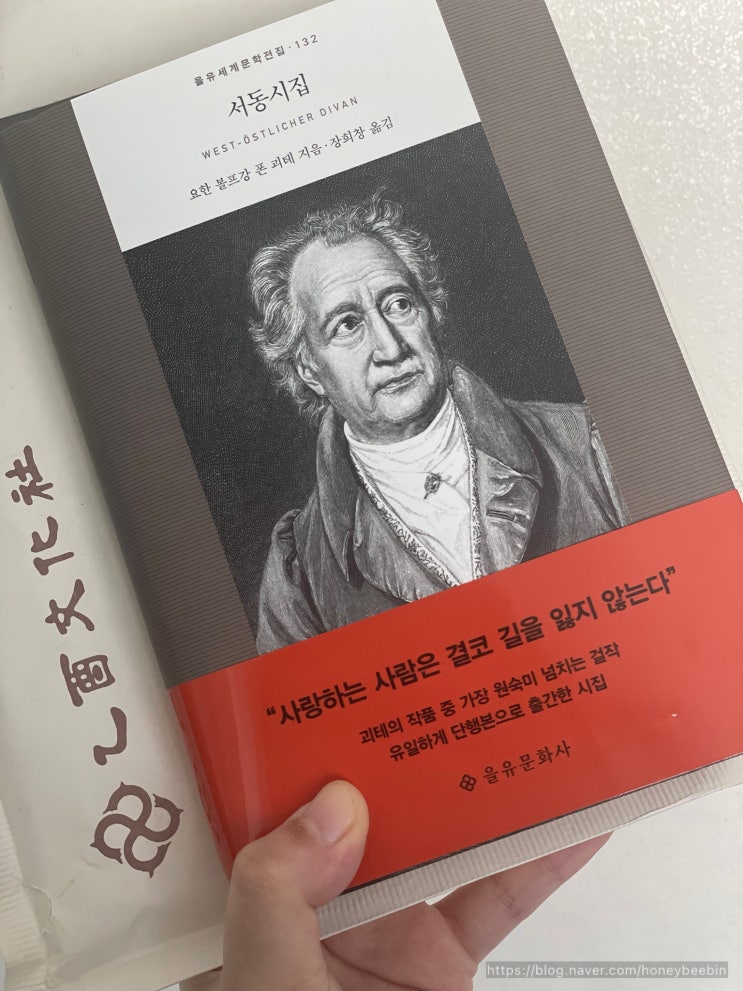 을유세계문학전집·132
서동시집
WEST-ÖSTLICHER DIVAN
요한 볼프강 폰 괴테 지음·장희창 옮김
“사랑하는 사람은 결코 길을 잃지 않는다”
괴테의 작품 중 가장 원숙미 넘치는 걸작
유일하게 단행본으로 출간한 시집
을유문화사
乙酉文化社
https://blog.naver.com/honeybeebin